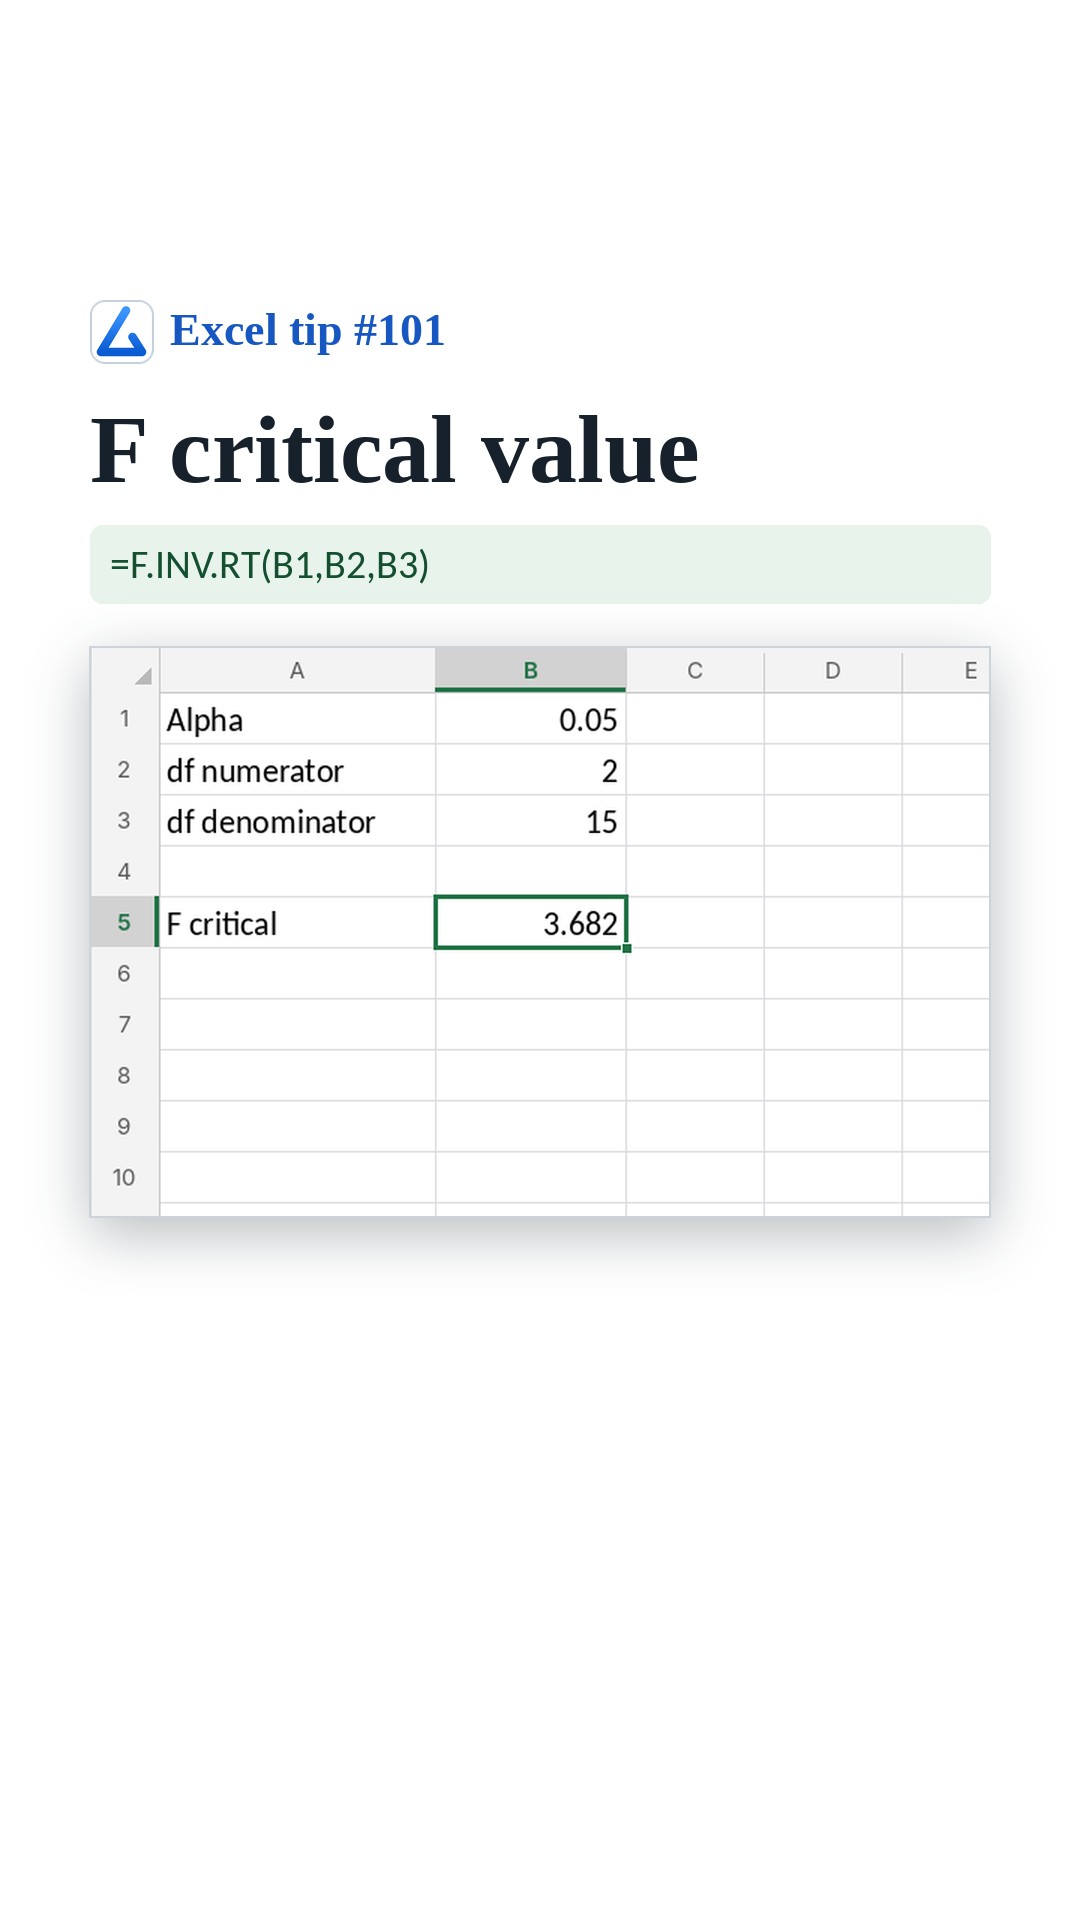 Excel tip #101
F critical value
=F.INV.RT(B1,B2,B3)
A B C D E
1 Alpha 0.05
2 df numerator 2
3 df denominator 15
4
5 F critical 3.682
6
7
8
9
10